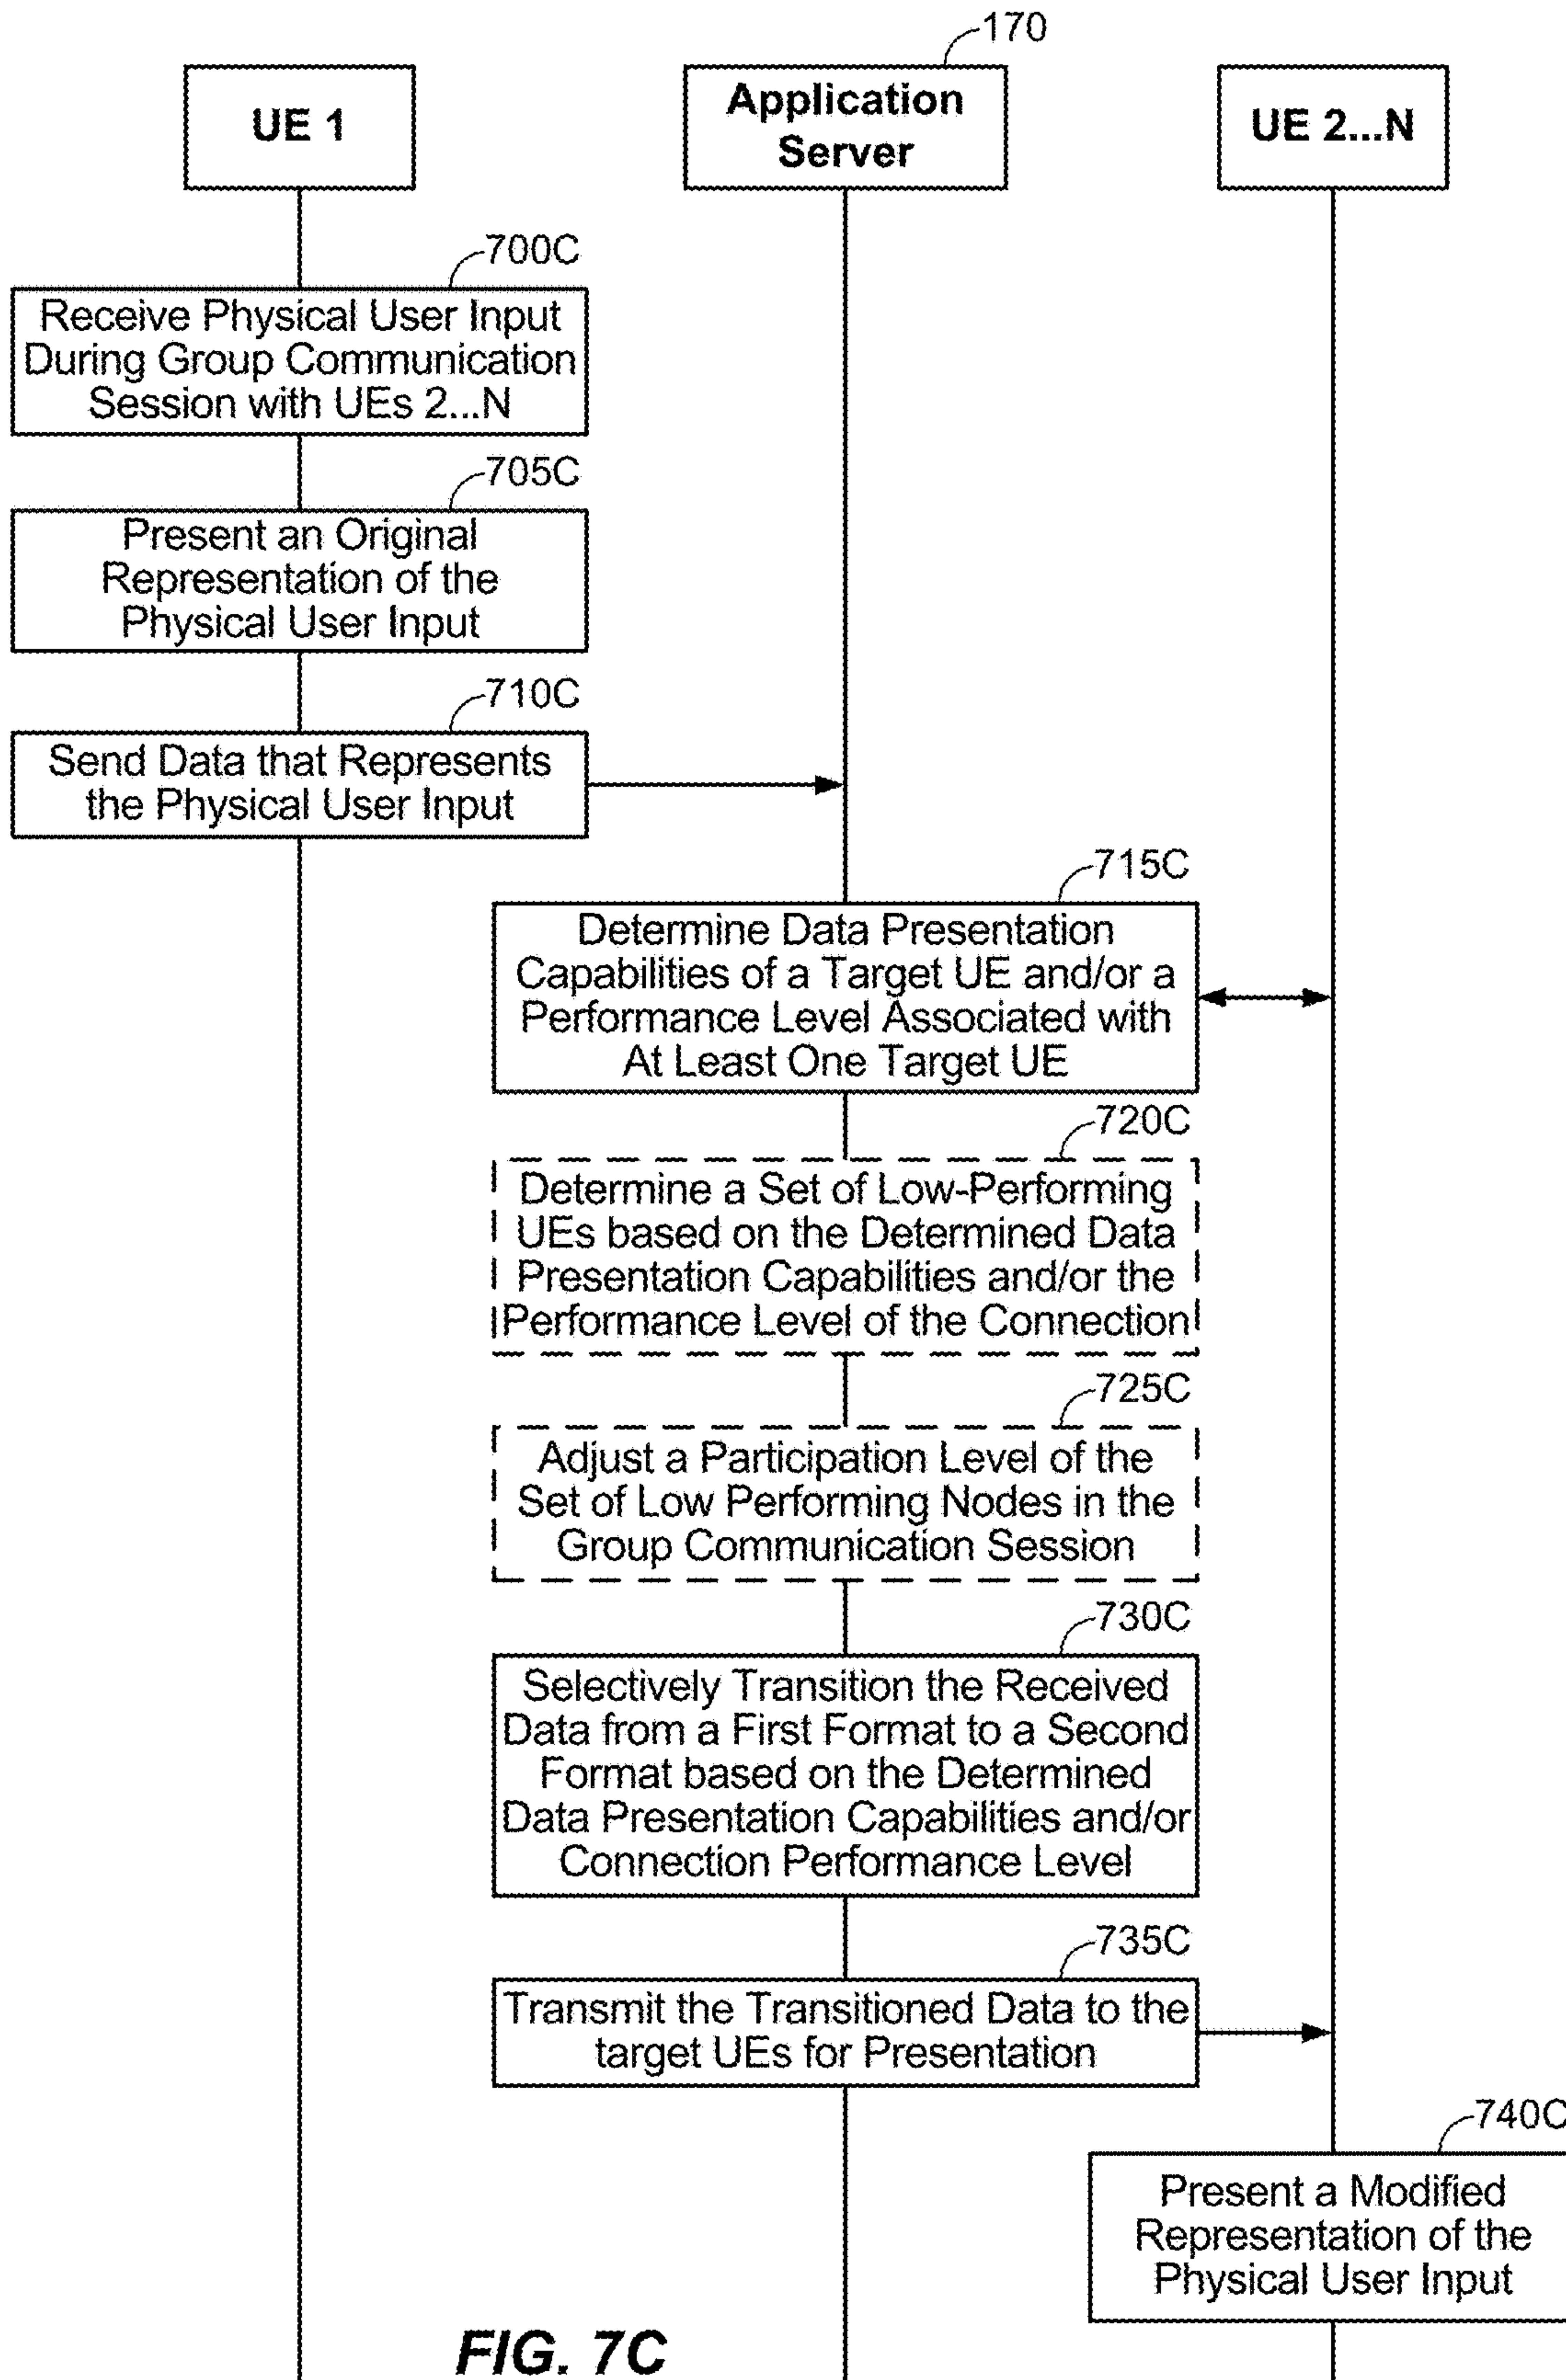 170
UE 1
Application
Server
UE 2...N
700C
Receive Physical User Input
During Group Communication
Session with UEs 2...N
705C
Present an Original
Representation of the
Physical User Input
710C
Send Data that Represents
the Physical User Input
715C
Determine Data Presentation
Capabilities of a Target UE and/or a
Performance Level Associated with
At Least One Target UE
720C
Determine a Set of Low-Performing
UEs based on the Determined Data
Presentation Capabilities and/or the
Performance Level of the Connection
725C
Adjust a Participation Level of the
Set of Low Performing Nodes in the
Group Communication Session
730C
Selectively Transition the Received
Data from a First Format to a Second
Format based on the Determined
Data Presentation Capabilities and/or
Connection Performance Level
735C
Transmit the Transitioned Data to the
target UEs for Presentation
740C
Present a Modified
Representation of the
Physical User Input
FIG. 7C